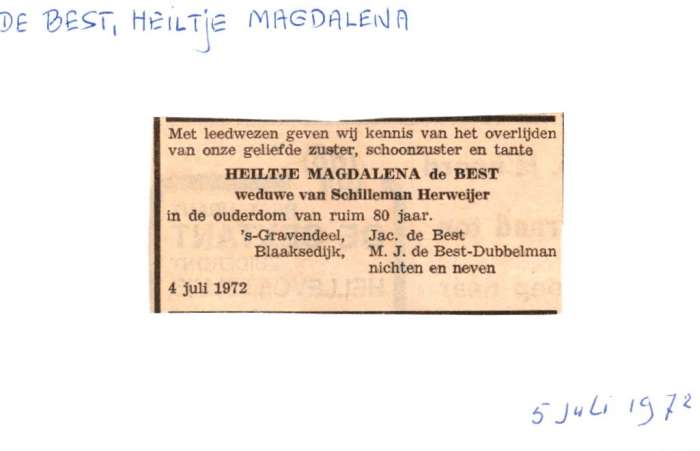 DE BEST, HEILTJE MAGDALENA
Met leedwezen geven wij kennis van het overlijden
van onze geliefde zuster, schoonzuster en tante
HEILTJE MAGDALENA de BEST
weduwe van Schilleman Herweijer
in de ouderdom van ruim 80 jaar.
's-Gravendeel, Jac. de Best
Blaaksedijk, M. J. de Best-Dubbelman
nichten en neven
4 juli 1972
5 juli 1972